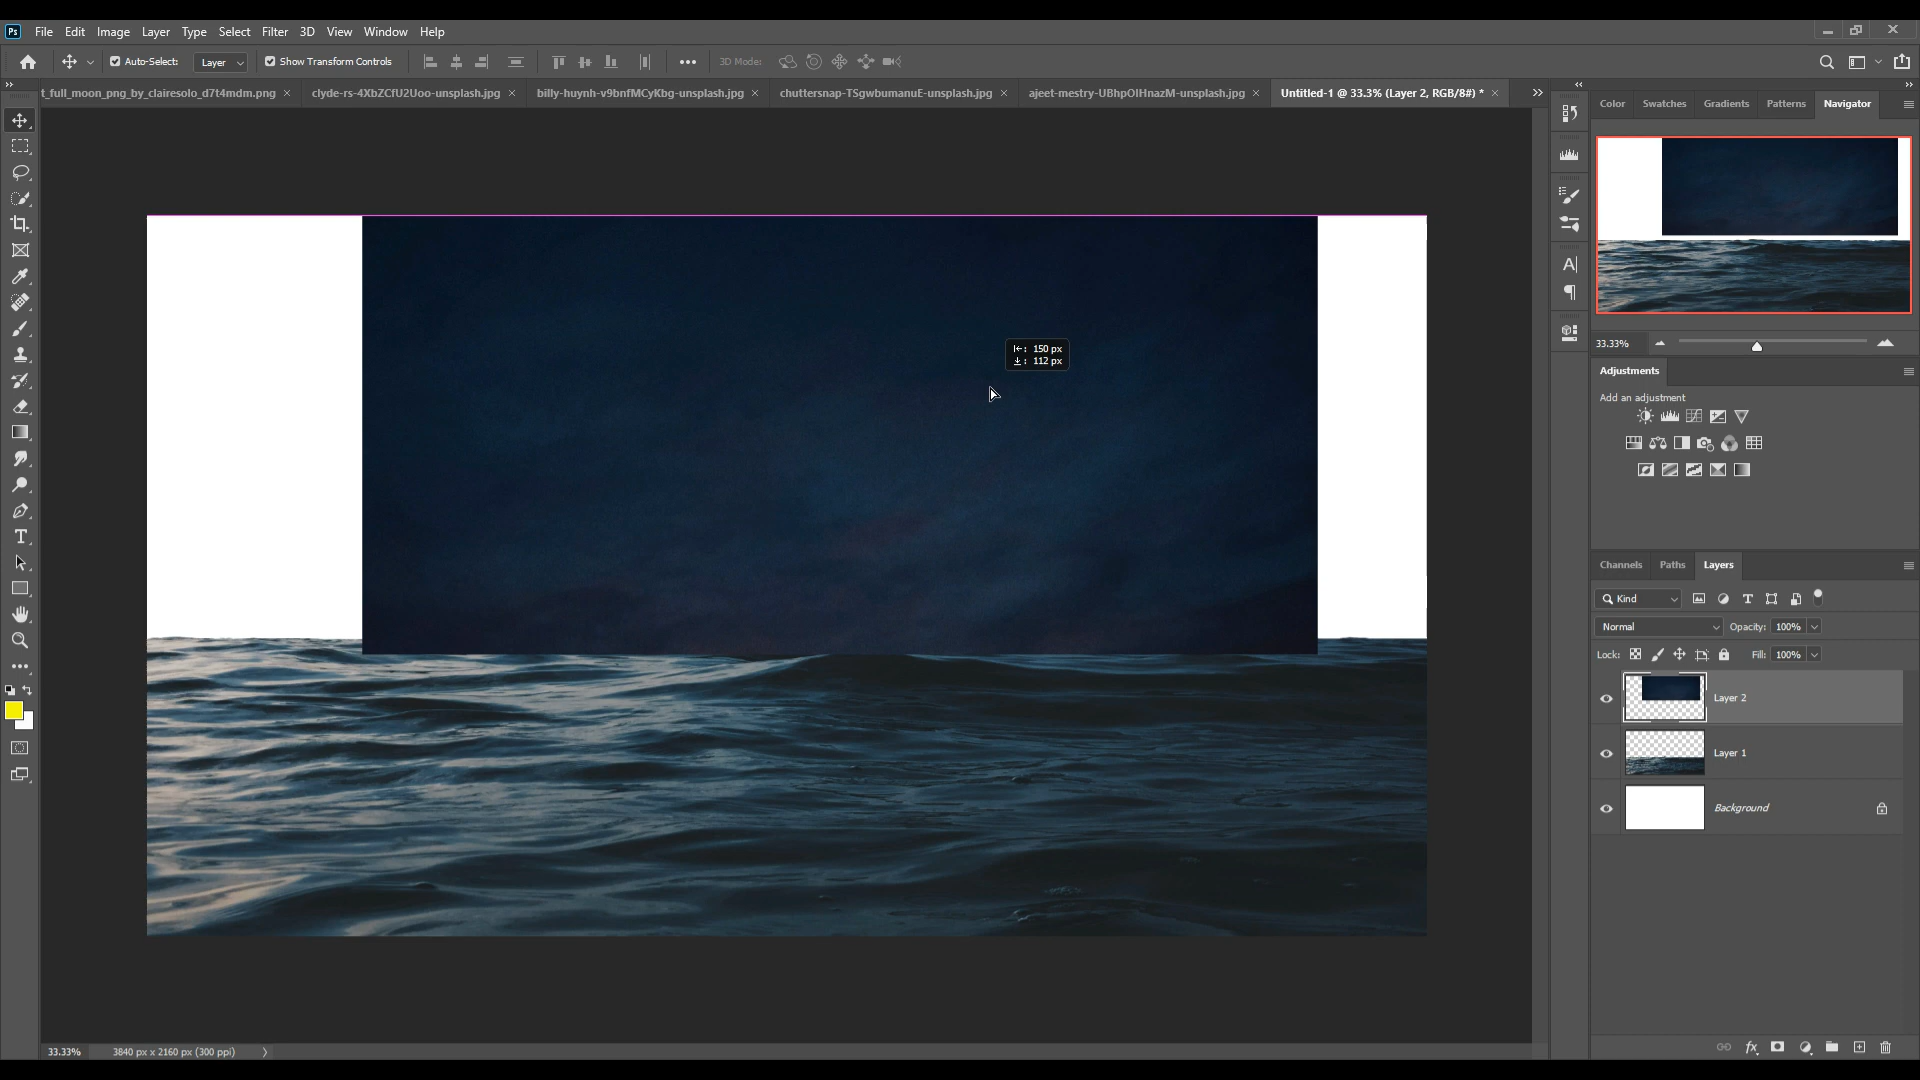 Ps File Edit Image Layer Type Select Filter 3D View Window Help
Auto-Select: Layer Show Transform Controls 3D Mode:
t_full_moon_png_by_clairesolo_d7t4mdm.png × clyde-rs-4XbZCfU2Uoo-unsplash.jpg × billy-huynh-v9bnfMCyKbg-unsplash.jpg × chuttersnap-TSgwbumanuE-unsplash.jpg × ajeet-mestry-UBhpOIHnazM-unsplash.jpg × Untitled-1 @ 33.3% (Layer 2, RGB/8#) * ×
Color Swatches Gradients Patterns Navigator
33.33%
Adjustments
Add an adjustment
Channels Paths Layers
Kind
Normal Opacity: 100%
Lock: Fill: 100%
Layer 2
Layer 1
Background
fx
: 150 px
: 112 px
33.33% 3840 px x 2160 px (300 ppi)